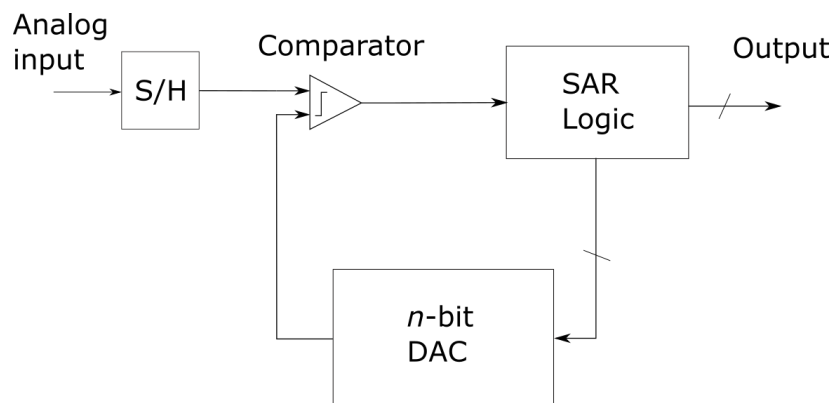 Analog
input
S/H
Comparator
SAR
Logic
Output
n-bit
DAC